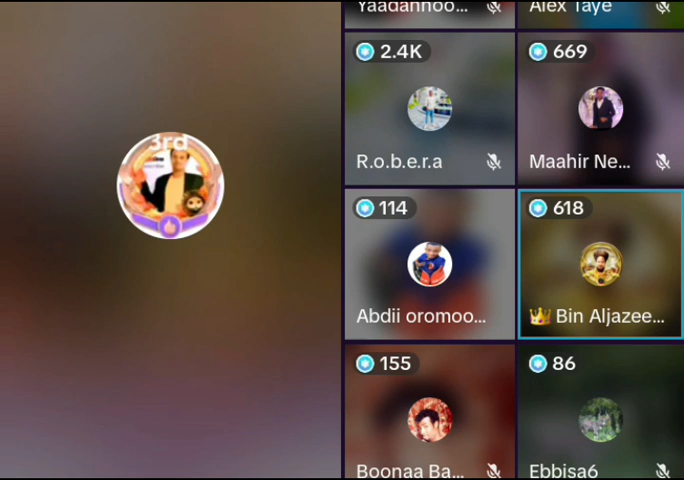 3rd
Yaadannoo...
Alex Taye
2.4K
669
R.o.b.e.r.a
Maahir Ne...
114
618
Abdii oromoo...
👑 Bin Aljazee...
155
86
Boonaa Ba...
Ebbisa6